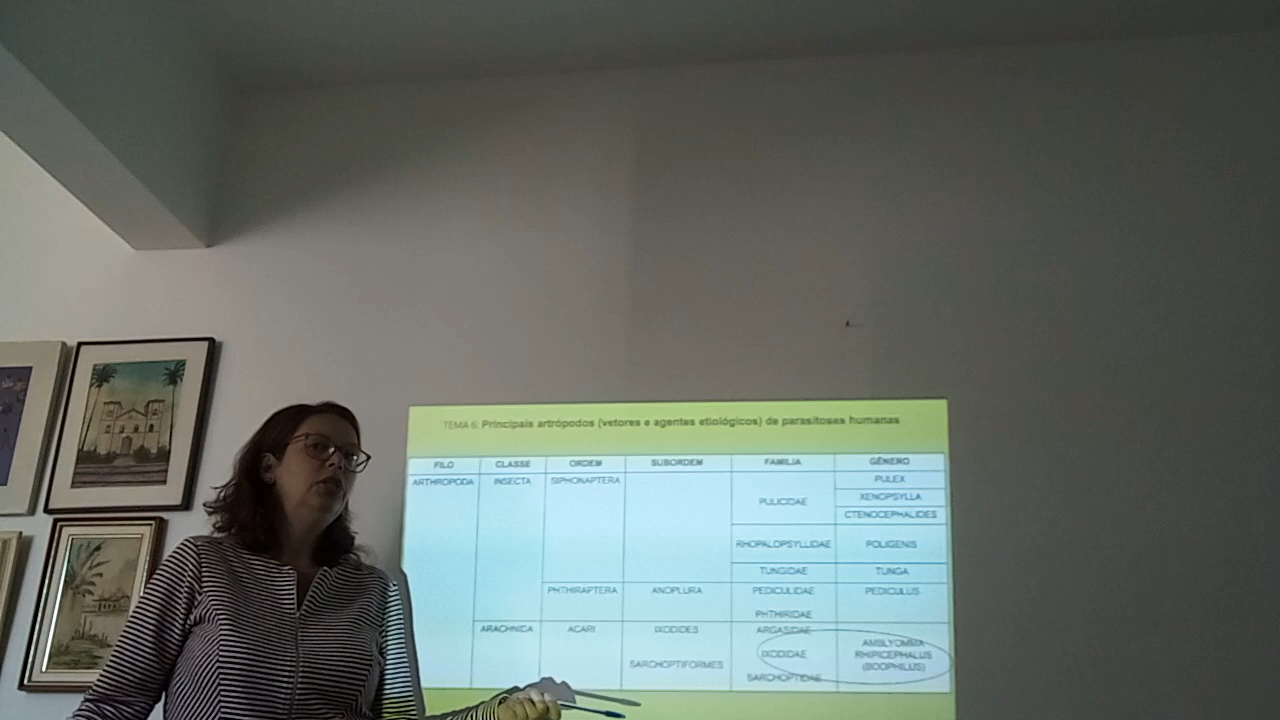 TEMA 6: Principais artrópodos (vetores e agentes etiológicos) de parasitoses humanas
FILO CLASSE ORDEM SUBORDEM FAMILIA GÊNERO
ARTHROPODA INSECTA SIPHONAPTERA PULICIDAE PULEX
XENOPSYLLA
CTENOCEPHALIDES
RHOPALOPSYLLIDAE POLIGENIS
TUNGIDAE TUNGA
PHTHIRAPTERA ANOPLURA PEDICULIDAE PEDICULUS
PHTHIRIDAE
ARACHNIDA ACARI IXODIDES ARGASIDAE
AMBLYOMMA
IXODIDAE RHIPICEPHALUS
SARCHOPTIFORMES (BOOPHILUS)
SARCHOPTIDAE